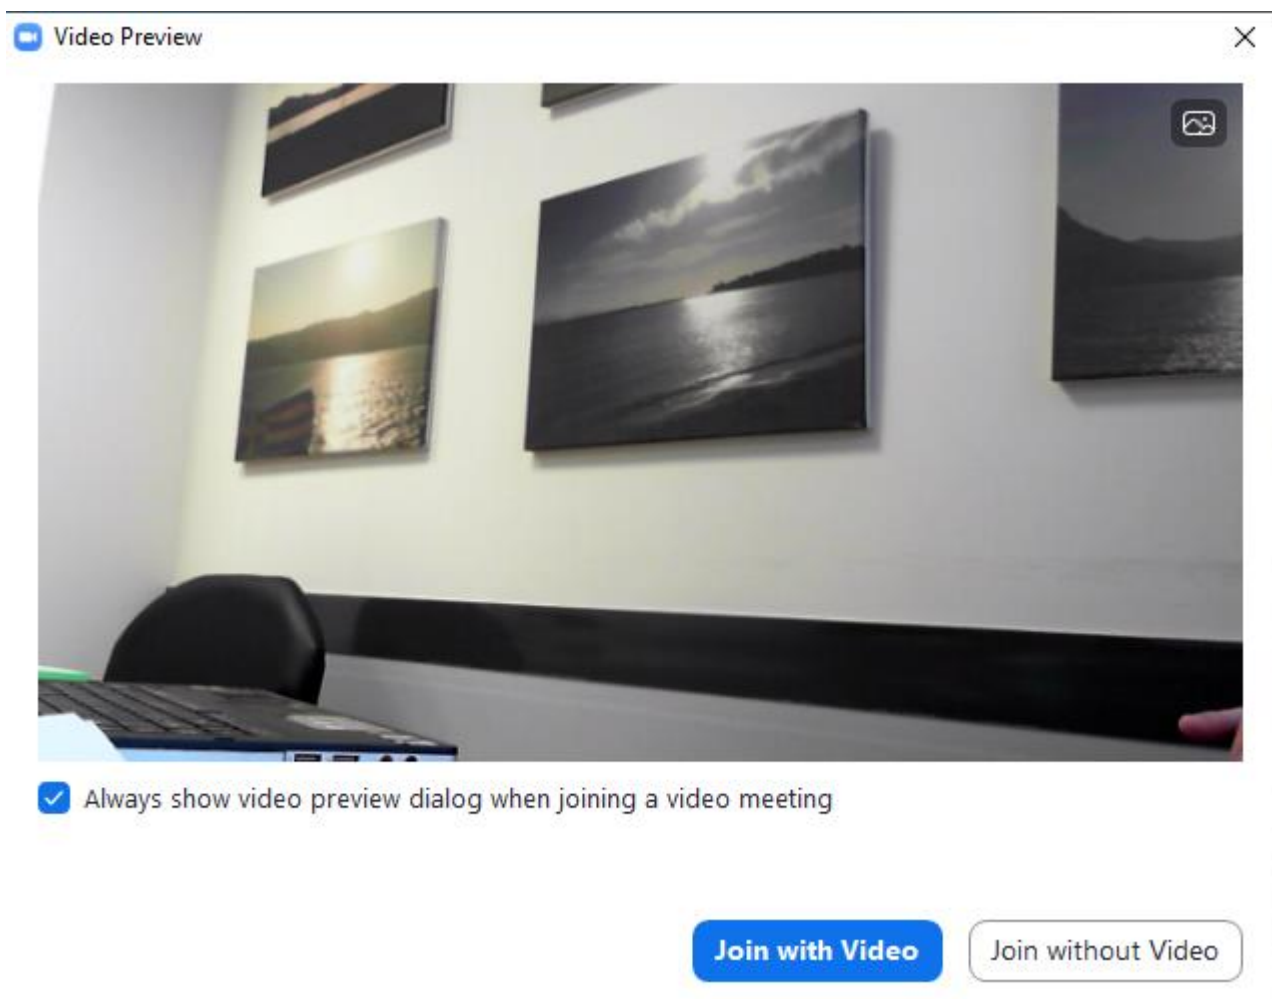 Video Preview
Always show video preview dialog when joining a video meeting
Join with Video
Join without Video